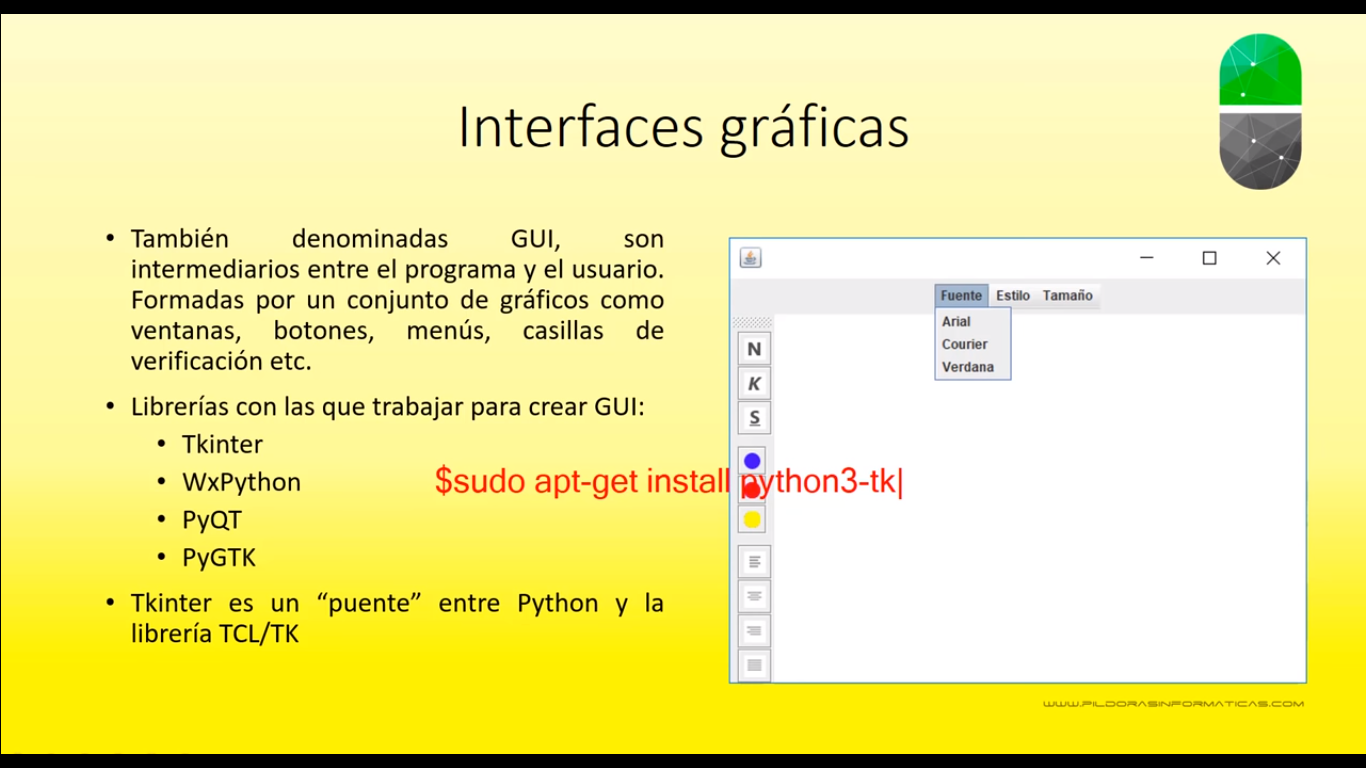 Interfaces gráficas
• También denominadas GUI, son
intermediarios entre el programa y el usuario.
Formadas por un conjunto de gráficos como
ventanas, botones, menús, casillas de
verificación etc.
• Librerías con las que trabajar para crear GUI:
• Tkinter
• WxPython
• PyQT
• PyGTK
• Tkinter es un “puente” entre Python y la
librería TCL/TK
$sudo apt-get install python3-tk|
Fuente Estilo Tamaño
Arial
Courier
Verdana
N
K
S
WWW.PILDORASINFORMATICAS.COM